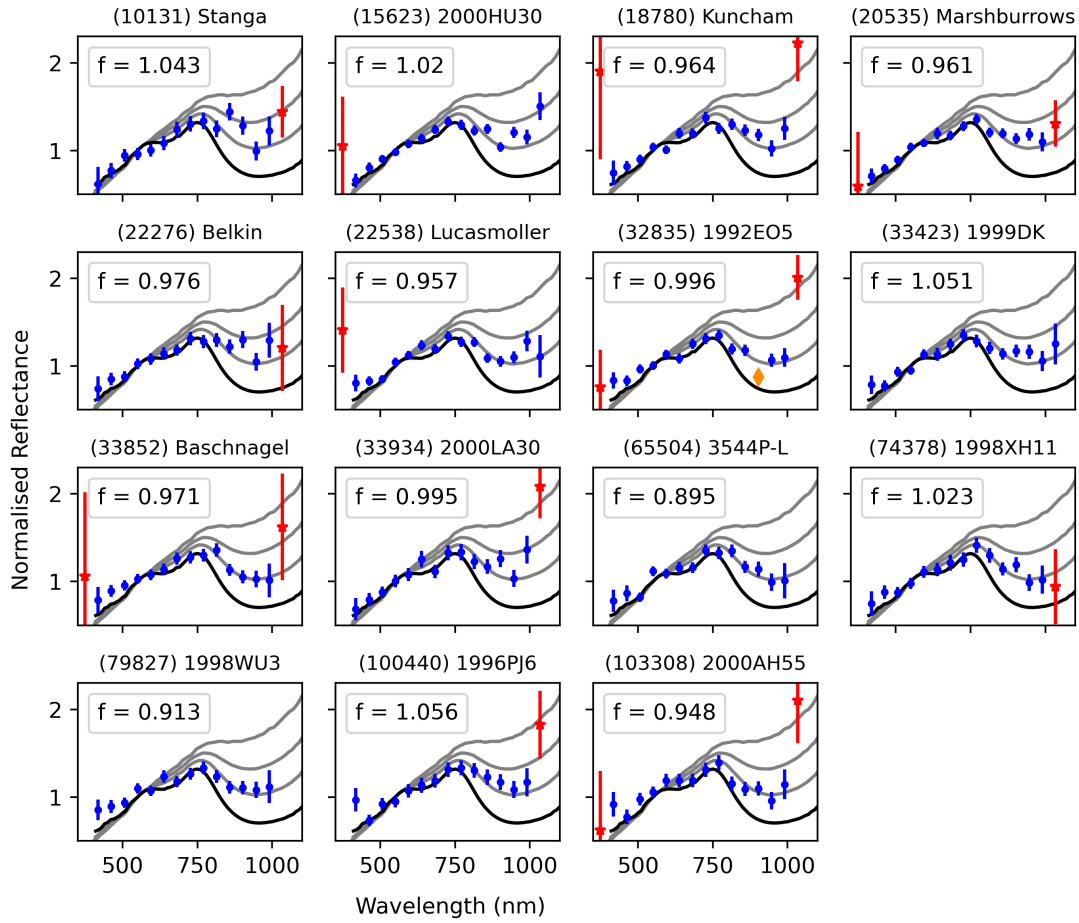 (10131) Stanga
(15623) 2000HU30
(18780) Kuncham
(20535) Marshburrows
f = 1.043
f = 1.02
f = 0.964
f = 0.961
2
1
(22276) Belkin
(22538) Lucasmoller
(32835) 1992EO5
(33423) 1999DK
f = 0.976
f = 0.957
f = 0.996
f = 1.051
2
1
(33852) Baschnagel
(33934) 2000LA30
(65504) 3544P-L
(74378) 1998XH11
f = 0.971
f = 0.995
f = 0.895
f = 1.023
2
1
(79827) 1998WU3
(100440) 1996PJ6
(103308) 2000AH55
f = 0.913
f = 1.056
f = 0.948
2
1
500 750 1000
500 750 1000
500 750 1000
Normalised Reflectance
Wavelength (nm)